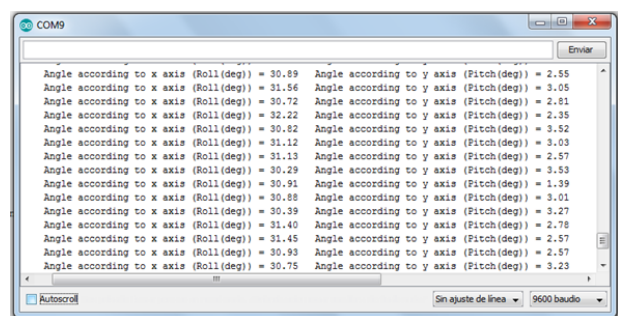 COM9
Enviar
Angle according to x axis (Roll(deg)) = 30.89 Angle according to y axis (Pitch(deg)) = 2.55
Angle according to x axis (Roll(deg)) = 31.56 Angle according to y axis (Pitch(deg)) = 3.05
Angle according to x axis (Roll(deg)) = 30.72 Angle according to y axis (Pitch(deg)) = 2.81
Angle according to x axis (Roll(deg)) = 32.22 Angle according to y axis (Pitch(deg)) = 2.35
Angle according to x axis (Roll(deg)) = 30.82 Angle according to y axis (Pitch(deg)) = 3.52
Angle according to x axis (Roll(deg)) = 31.12 Angle according to y axis (Pitch(deg)) = 3.03
Angle according to x axis (Roll(deg)) = 31.13 Angle according to y axis (Pitch(deg)) = 2.57
Angle according to x axis (Roll(deg)) = 30.29 Angle according to y axis (Pitch(deg)) = 3.53
Angle according to x axis (Roll(deg)) = 30.91 Angle according to y axis (Pitch(deg)) = 1.39
Angle according to x axis (Roll(deg)) = 30.88 Angle according to y axis (Pitch(deg)) = 3.01
Angle according to x axis (Roll(deg)) = 30.39 Angle according to y axis (Pitch(deg)) = 3.27
Angle according to x axis (Roll(deg)) = 31.40 Angle according to y axis (Pitch(deg)) = 2.78
Angle according to x axis (Roll(deg)) = 31.45 Angle according to y axis (Pitch(deg)) = 2.57
Angle according to x axis (Roll(deg)) = 30.93 Angle according to y axis (Pitch(deg)) = 2.57
Angle according to x axis (Roll(deg)) = 30.75 Angle according to y axis (Pitch(deg)) = 3.23
Autoscroll
Sin ajuste de línea
9600 baudio